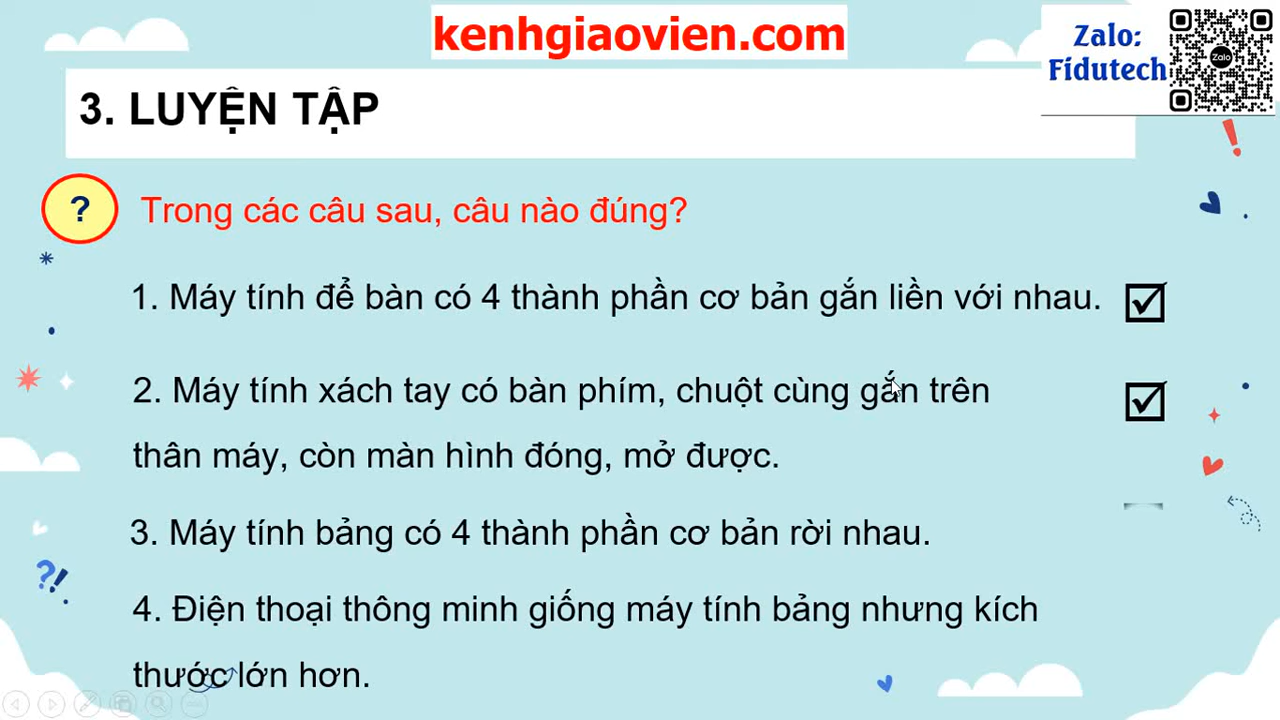 kenhgiaovien.com
Zalo:
Fidutech
Zalo
3. LUYỆN TẬP
? Trong các câu sau, câu nào đúng?
1. Máy tính để bàn có 4 thành phần cơ bản gắn liền với nhau.
2. Máy tính xách tay có bàn phím, chuột cùng gắn trên
thân máy, còn màn hình đóng, mở được.
3. Máy tính bảng có 4 thành phần cơ bản rời nhau.
4. Điện thoại thông minh giống máy tính bảng nhưng kích
thước lớn hơn.